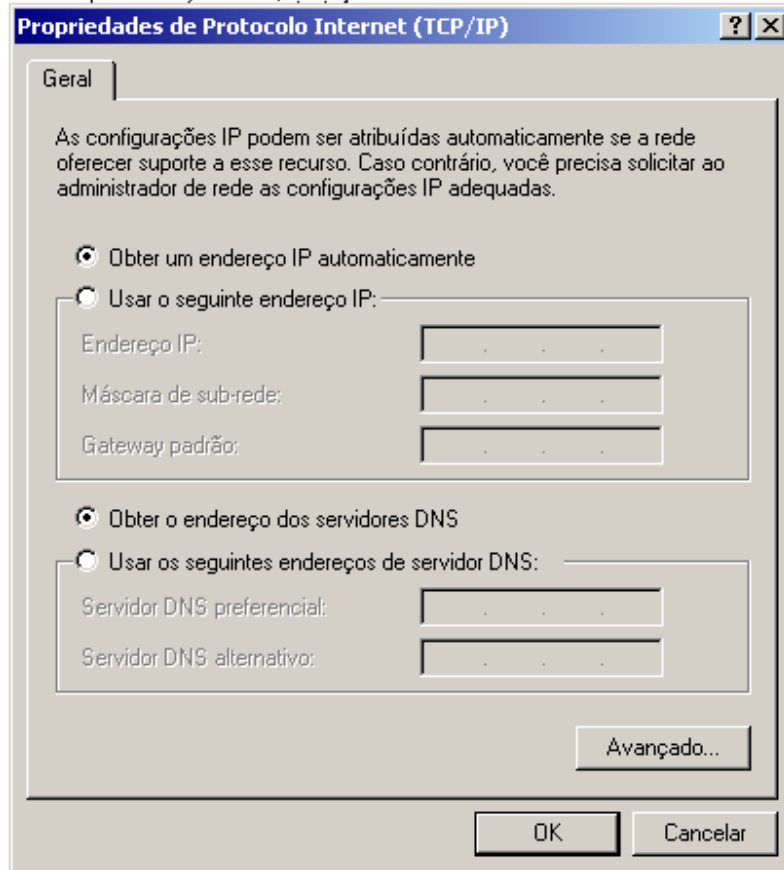 Propriedades de Protocolo Internet (TCP/IP)
Geral
As configurações IP podem ser atribuídas automaticamente se a rede
oferecer suporte a esse recurso. Caso contrário, você precisa solicitar ao
administrador de rede as configurações IP adequadas.
Obter um endereço IP automaticamente
Usar o seguinte endereço IP:
Endereço IP:
Máscara de sub-rede:
Gateway padrão:
Obter o endereço dos servidores DNS
Usar os seguintes endereços de servidor DNS:
Servidor DNS preferencial:
Servidor DNS alternativo:
Avançado...
OK Cancelar